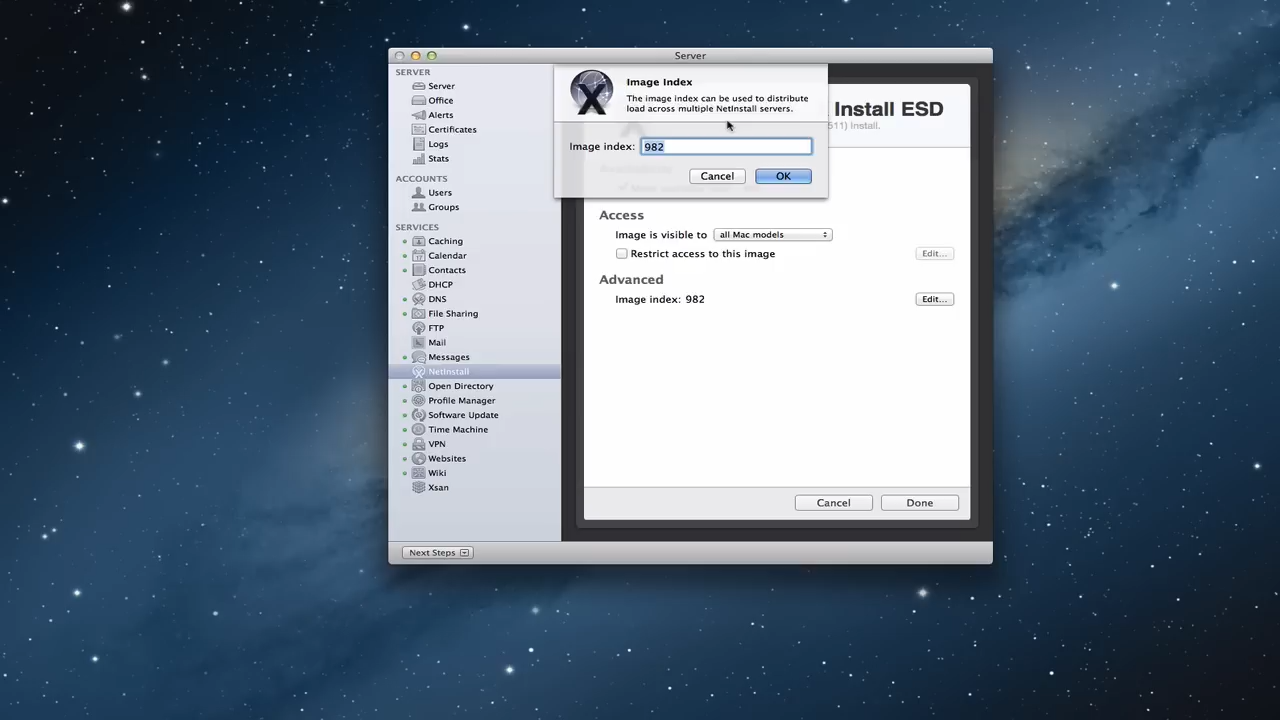 Server
SERVER
Server
Office
Alerts
Certificates
Logs
Stats
ACCOUNTS
Users
Groups
SERVICES
Caching
Calendar
Contacts
DHCP
DNS
File Sharing
FTP
Mail
Messages
NetInstall
Open Directory
Profile Manager
Software Update
Time Machine
VPN
Websites
Wiki
Xsan
Next Steps
Image Index
The image index can be used to distribute
load across multiple NetInstall servers.
Image index: 982
Cancel OK
Install ESD
511) Install.
Access
Image is visible to all Mac models
Restrict access to this image Edit...
Advanced
Image index: 982 Edit...
Cancel Done